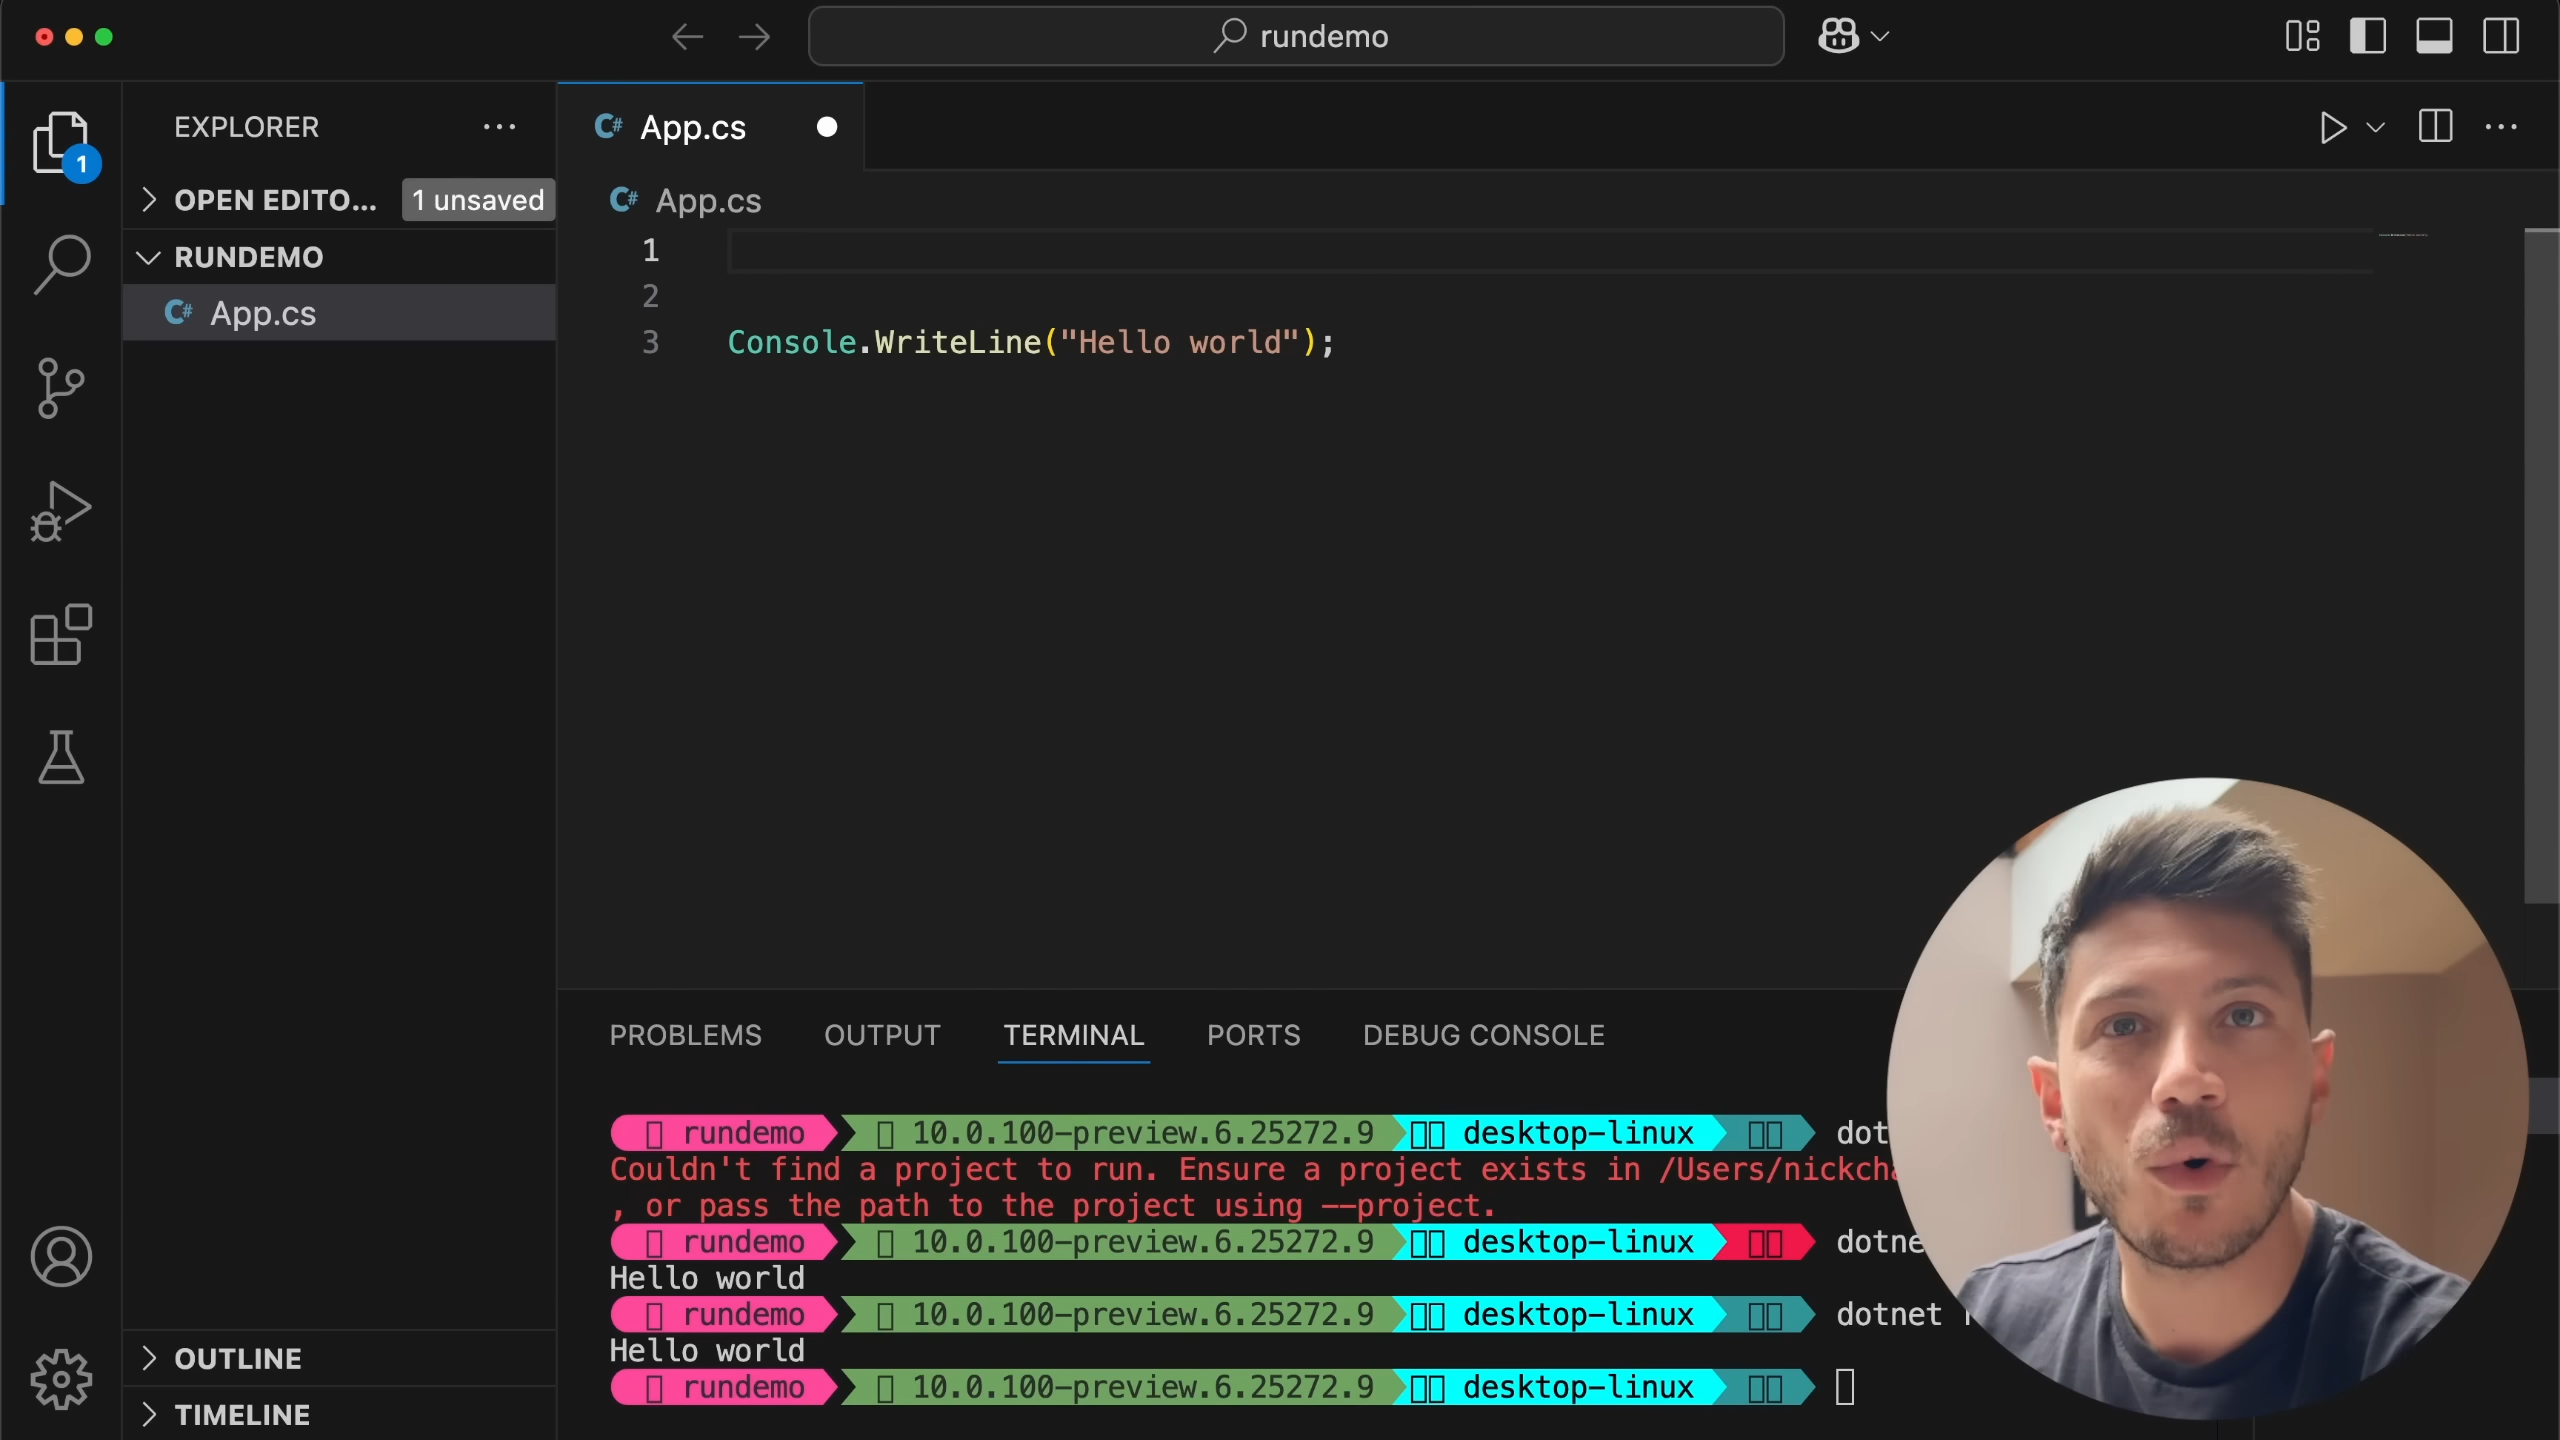 rundemo
EXPLORER
App.cs
1
OPEN EDITO...
1 unsaved
App.cs
RUNDEMO
App.cs
1
2
3 Console.WriteLine("Hello world");
PROBLEMS OUTPUT TERMINAL PORTS DEBUG CONSOLE
rundemo 10.0.100-preview.6.25272.9 desktop-linux
Couldn't find a project to run. Ensure a project exists in
, or pass the path to the project using --project.
rundemo 10.0.100-preview.6.25272.9 desktop-linux
Hello world
rundemo 10.0.100-preview.6.25272.9 desktop-linux dotnet
Hello world
rundemo 10.0.100-preview.6.25272.9 desktop-linux
OUTLINE
TIMELINE